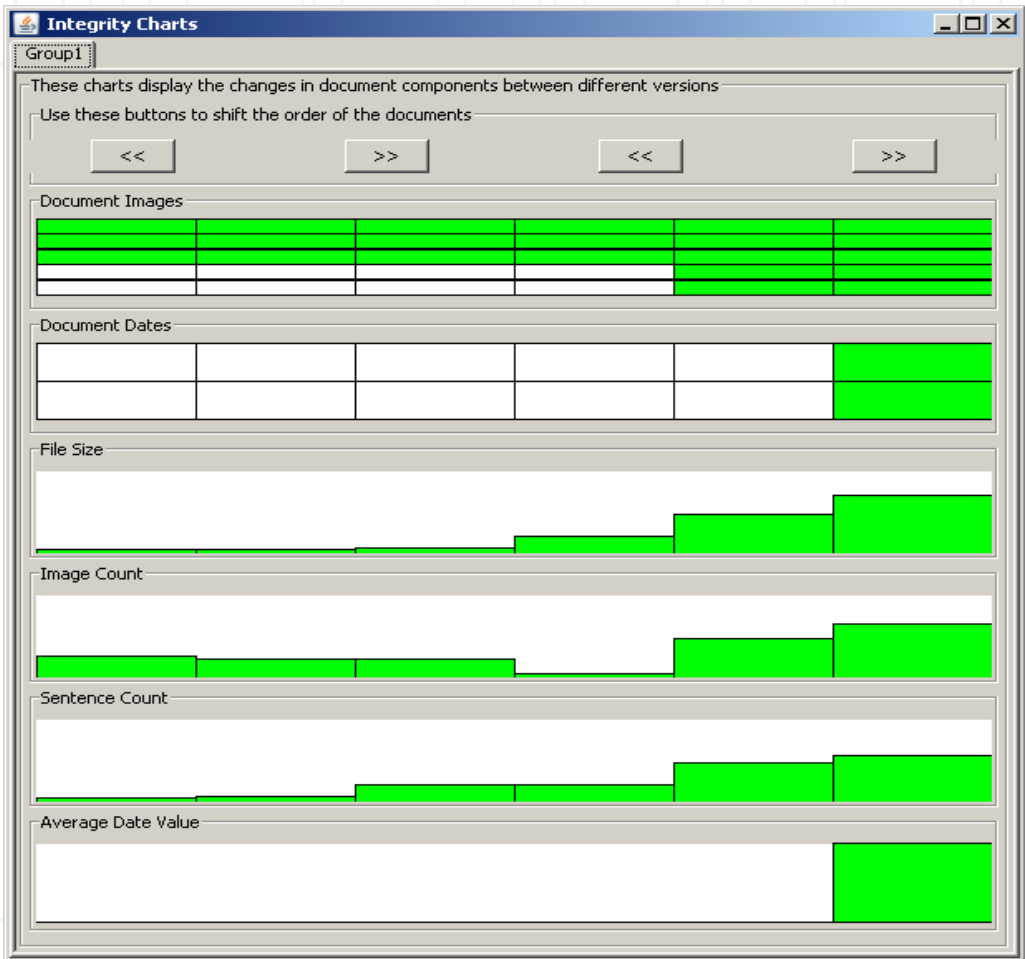 Integrity Charts
Group1
These charts display the changes in document components between different versions
Use these buttons to shift the order of the documents
<< >> << >>
Document Images
Document Dates
File Size
Image Count
Sentence Count
Average Date Value